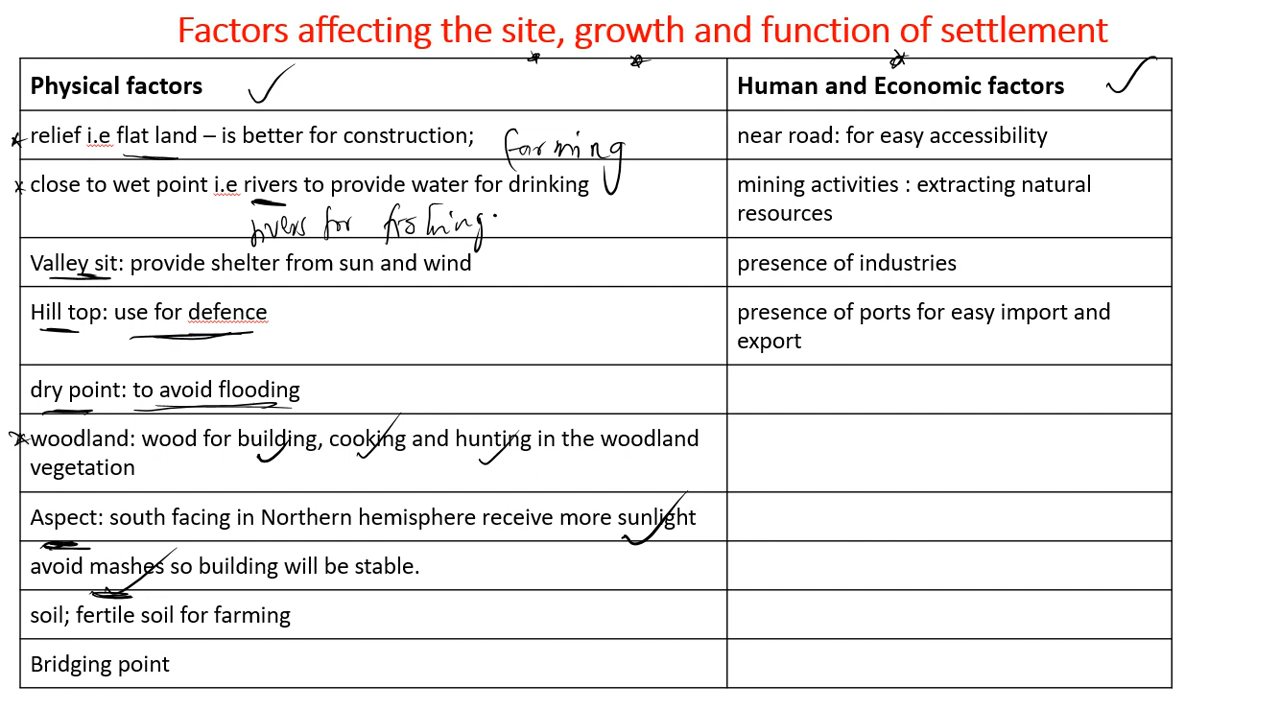 Factors affecting the site, growth and function of settlement
Physical factors
Human and Economic factors
relief i.e flat land – is better for construction;
farming
near road: for easy accessibility
close to wet point i.e rivers to provide water for drinking
rivers for fishing.
mining activities : extracting natural
resources
Valley sit: provide shelter from sun and wind
presence of industries
Hill top: use for defence
presence of ports for easy import and
export
dry point: to avoid flooding
woodland: wood for building, cooking and hunting in the woodland
vegetation
Aspect: south facing in Northern hemisphere receive more sunlight
avoid mashes so building will be stable.
soil; fertile soil for farming
Bridging point